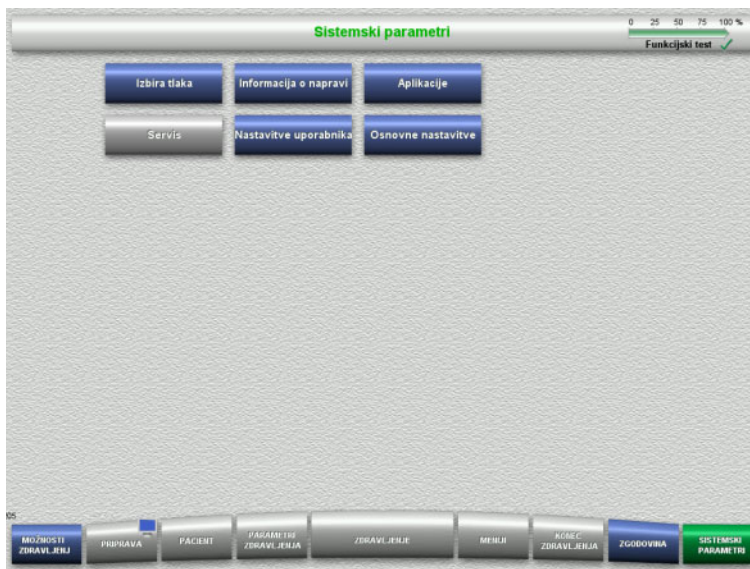 Sistemski parametri
0 25 50 75 100 %
Funkcijski test
Izbira tlaka
Informacija o napravi
Aplikacije
Servis
Nastavitve uporabnika
Osnovne nastavitve
05
MOŽNOSTI
ZDRAVLJENJ
PRIPRAVA
PACIENT
PARAMETRI
ZDRAVLJENJA
ZDRAVLJENJE
MENIJI
KONEC
ZDRAVLJENJA
ZGODOVINA
SISTEMSKI
PARAMETRI